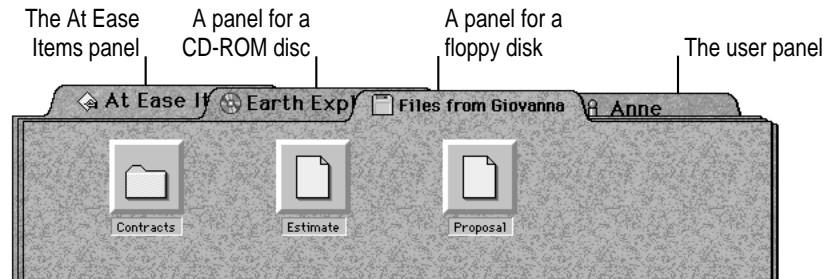 The At Ease
Items panel
A panel for a
CD-ROM disc
A panel for a
floppy disk
The user panel
At Ease It
Earth Expl
Files from Giovanna
Anne
Contracts
Estimate
Proposal